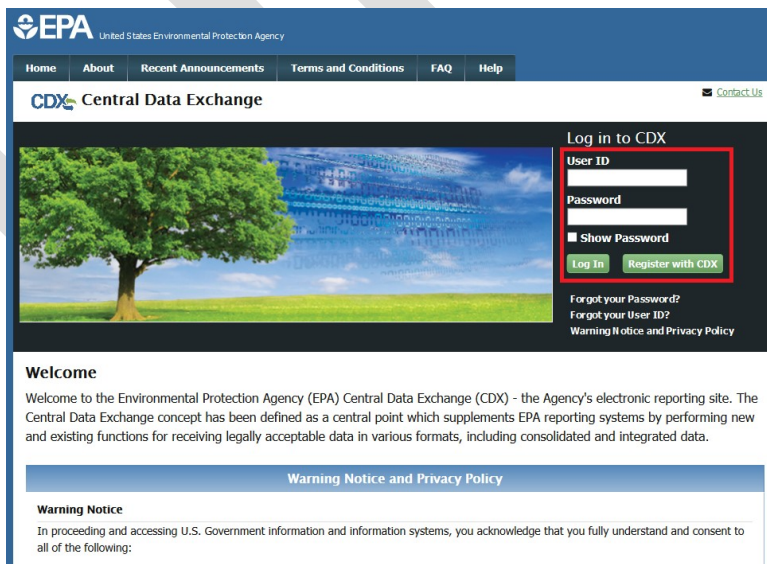 EPA United States Environmental Protection Agency
Home About Recent Announcements Terms and Conditions FAQ Help
CDX Central Data Exchange
Contact Us
Log in to CDX
User ID
Password
Show Password
Log In Register with CDX
Forgot your Password?
Forgot your User ID?
Warning Notice and Privacy Policy
Welcome
Welcome to the Environmental Protection Agency (EPA) Central Data Exchange (CDX) - the Agency's electronic reporting site. The
Central Data Exchange concept has been defined as a central point which supplements EPA reporting systems by performing new
and existing functions for receiving legally acceptable data in various formats, including consolidated and integrated data.
Warning Notice and Privacy Policy
Warning Notice
In proceeding and accessing U.S. Government information and information systems, you acknowledge that you fully understand and consent to
all of the following: